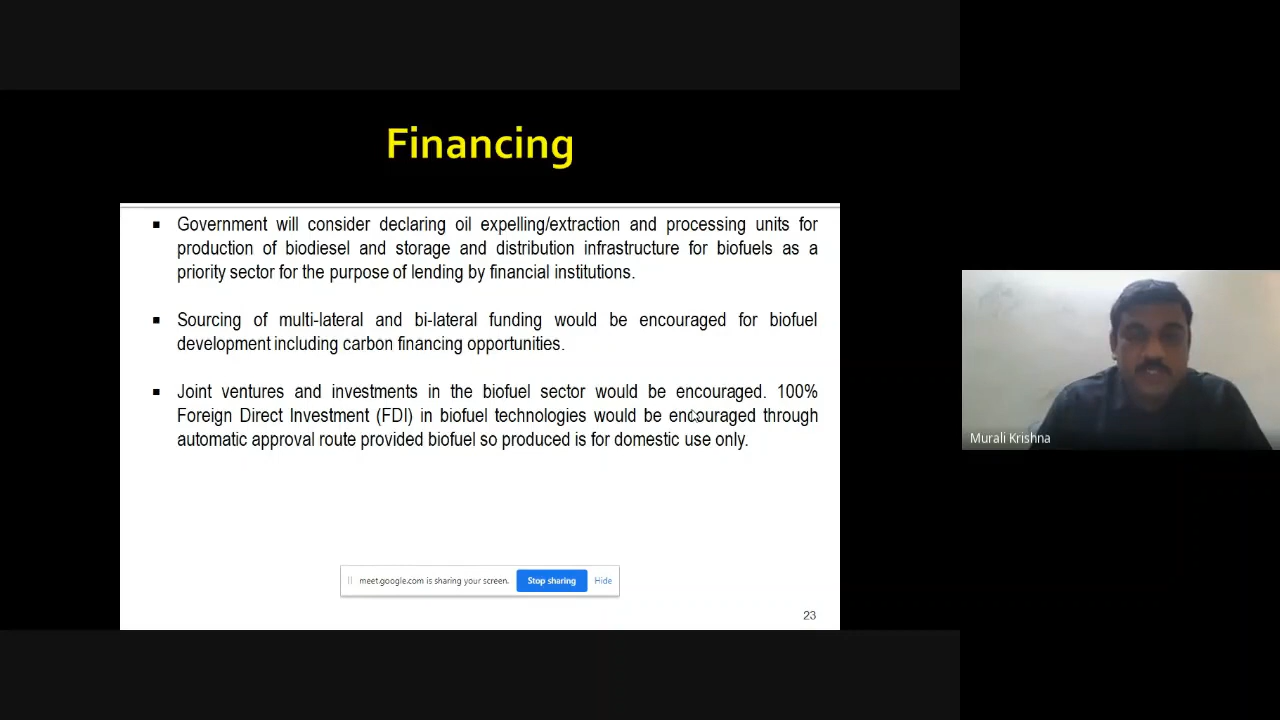 Financing
▪ Government will consider declaring oil expelling/extraction and processing units for
production of biodiesel and storage and distribution infrastructure for biofuels as a
priority sector for the purpose of lending by financial institutions.
▪ Sourcing of multi-lateral and bi-lateral funding would be encouraged for biofuel
development including carbon financing opportunities.
▪ Joint ventures and investments in the biofuel sector would be encouraged. 100%
Foreign Direct Investment (FDI) in biofuel technologies would be encouraged through
automatic approval route provided biofuel so produced is for domestic use only.
meet.google.com is sharing your screen. Stop sharing Hide
23
Murali Krishna